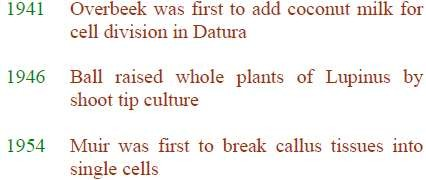 1941 Overbeek was first to add coconut milk for
cell division in Datura
1946 Ball raised whole plants of Lupinus by
shoot tip culture
1954 Muir was first to break callus tissues into
single cells